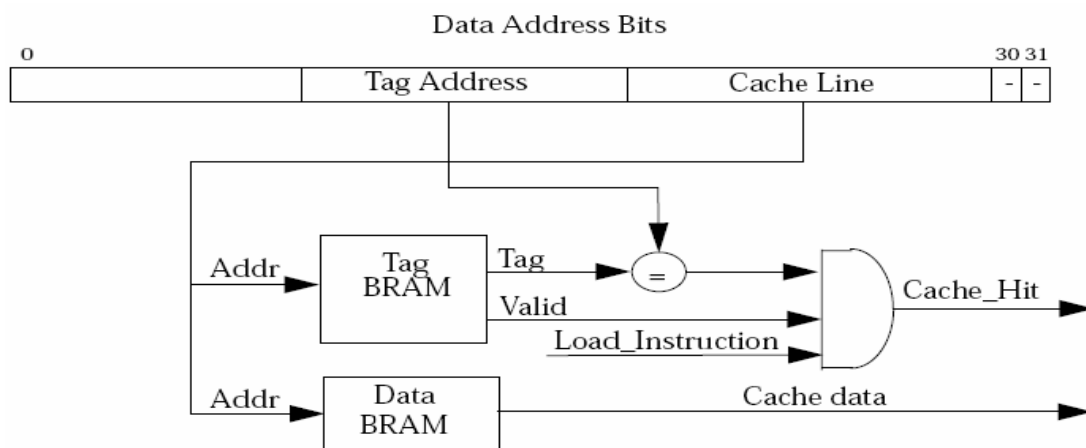 Data Address Bits
0 30 31
Tag Address Cache Line - -
Addr
Tag
BRAM
Tag
=
Valid
Cache_Hit
Load_Instruction
Addr
Data
BRAM
Cache data